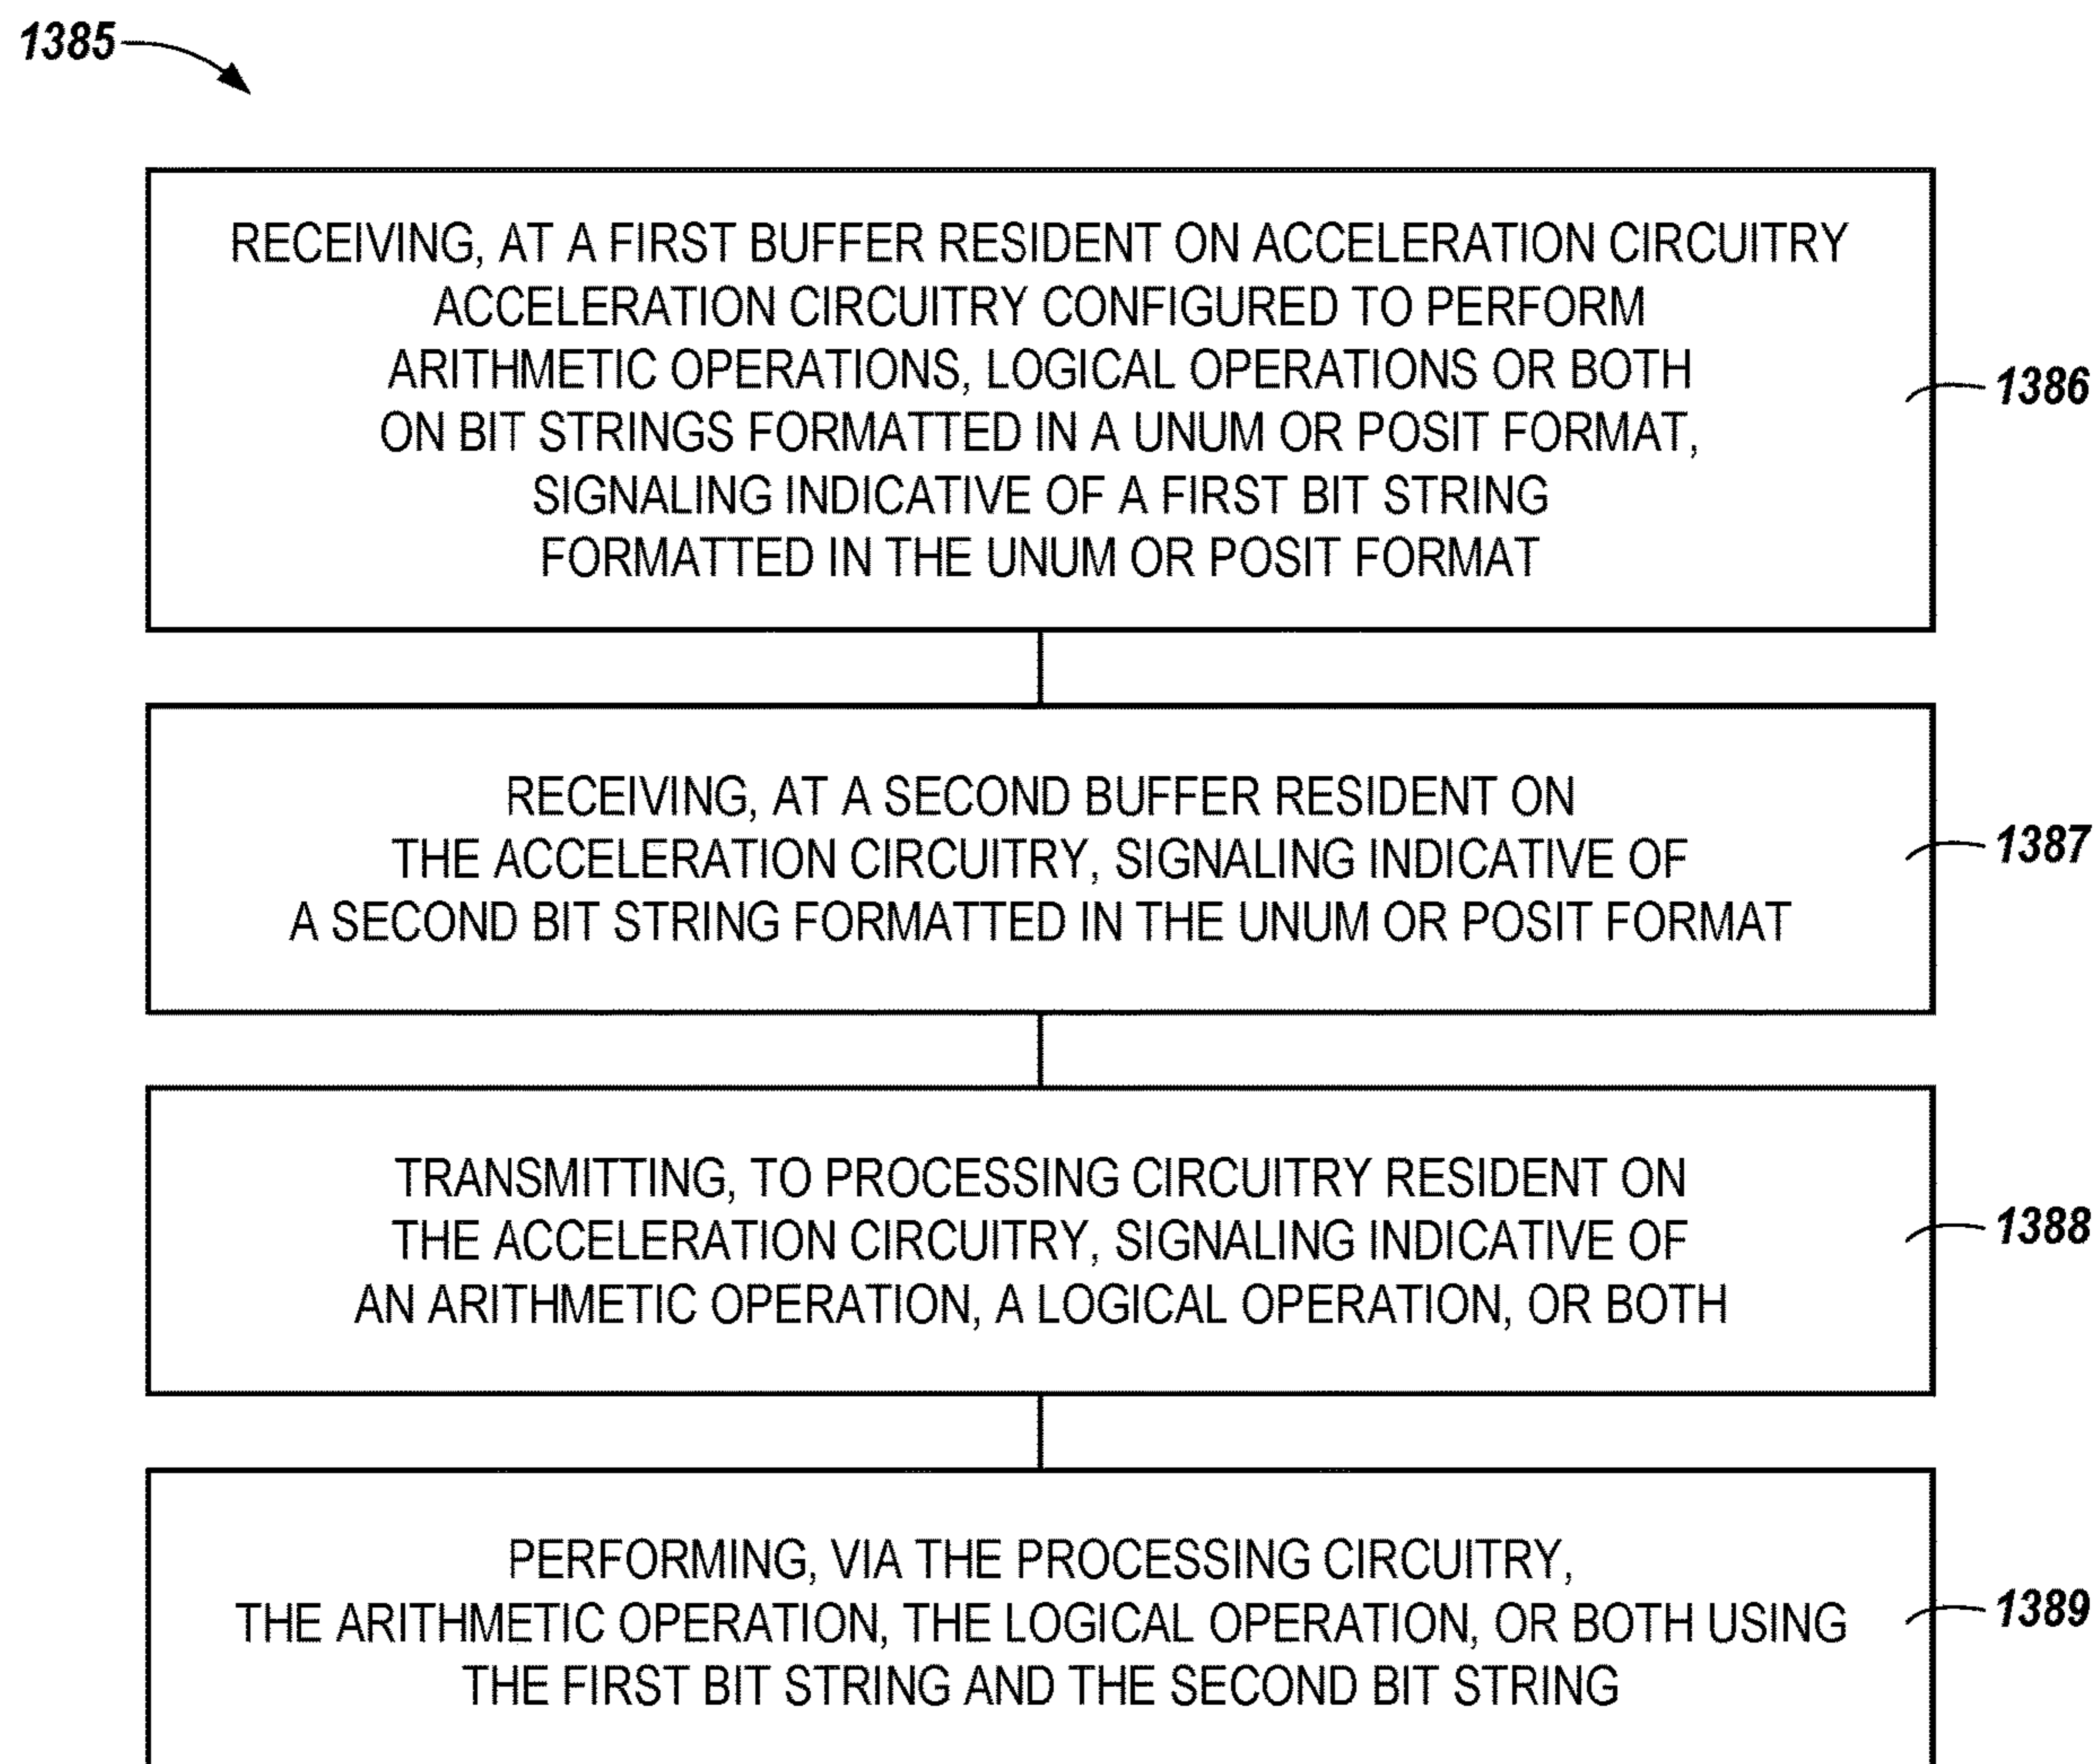 1385
RECEIVING, AT A FIRST BUFFER RESIDENT ON ACCELERATION CIRCUITRY
ACCELERATION CIRCUITRY CONFIGURED TO PERFORM
ARITHMETIC OPERATIONS, LOGICAL OPERATIONS OR BOTH
ON BIT STRINGS FORMATTED IN A UNUM OR POSIT FORMAT,
SIGNALING INDICATIVE OF A FIRST BIT STRING
FORMATTED IN THE UNUM OR POSIT FORMAT
1386
RECEIVING, AT A SECOND BUFFER RESIDENT ON
THE ACCELERATION CIRCUITRY, SIGNALING INDICATIVE OF
A SECOND BIT STRING FORMATTED IN THE UNUM OR POSIT FORMAT
1387
TRANSMITTING, TO PROCESSING CIRCUITRY RESIDENT ON
THE ACCELERATION CIRCUITRY, SIGNALING INDICATIVE OF
AN ARITHMETIC OPERATION, A LOGICAL OPERATION, OR BOTH
1388
PERFORMING, VIA THE PROCESSING CIRCUITRY,
THE ARITHMETIC OPERATION, THE LOGICAL OPERATION, OR BOTH USING
THE FIRST BIT STRING AND THE SECOND BIT STRING
1389